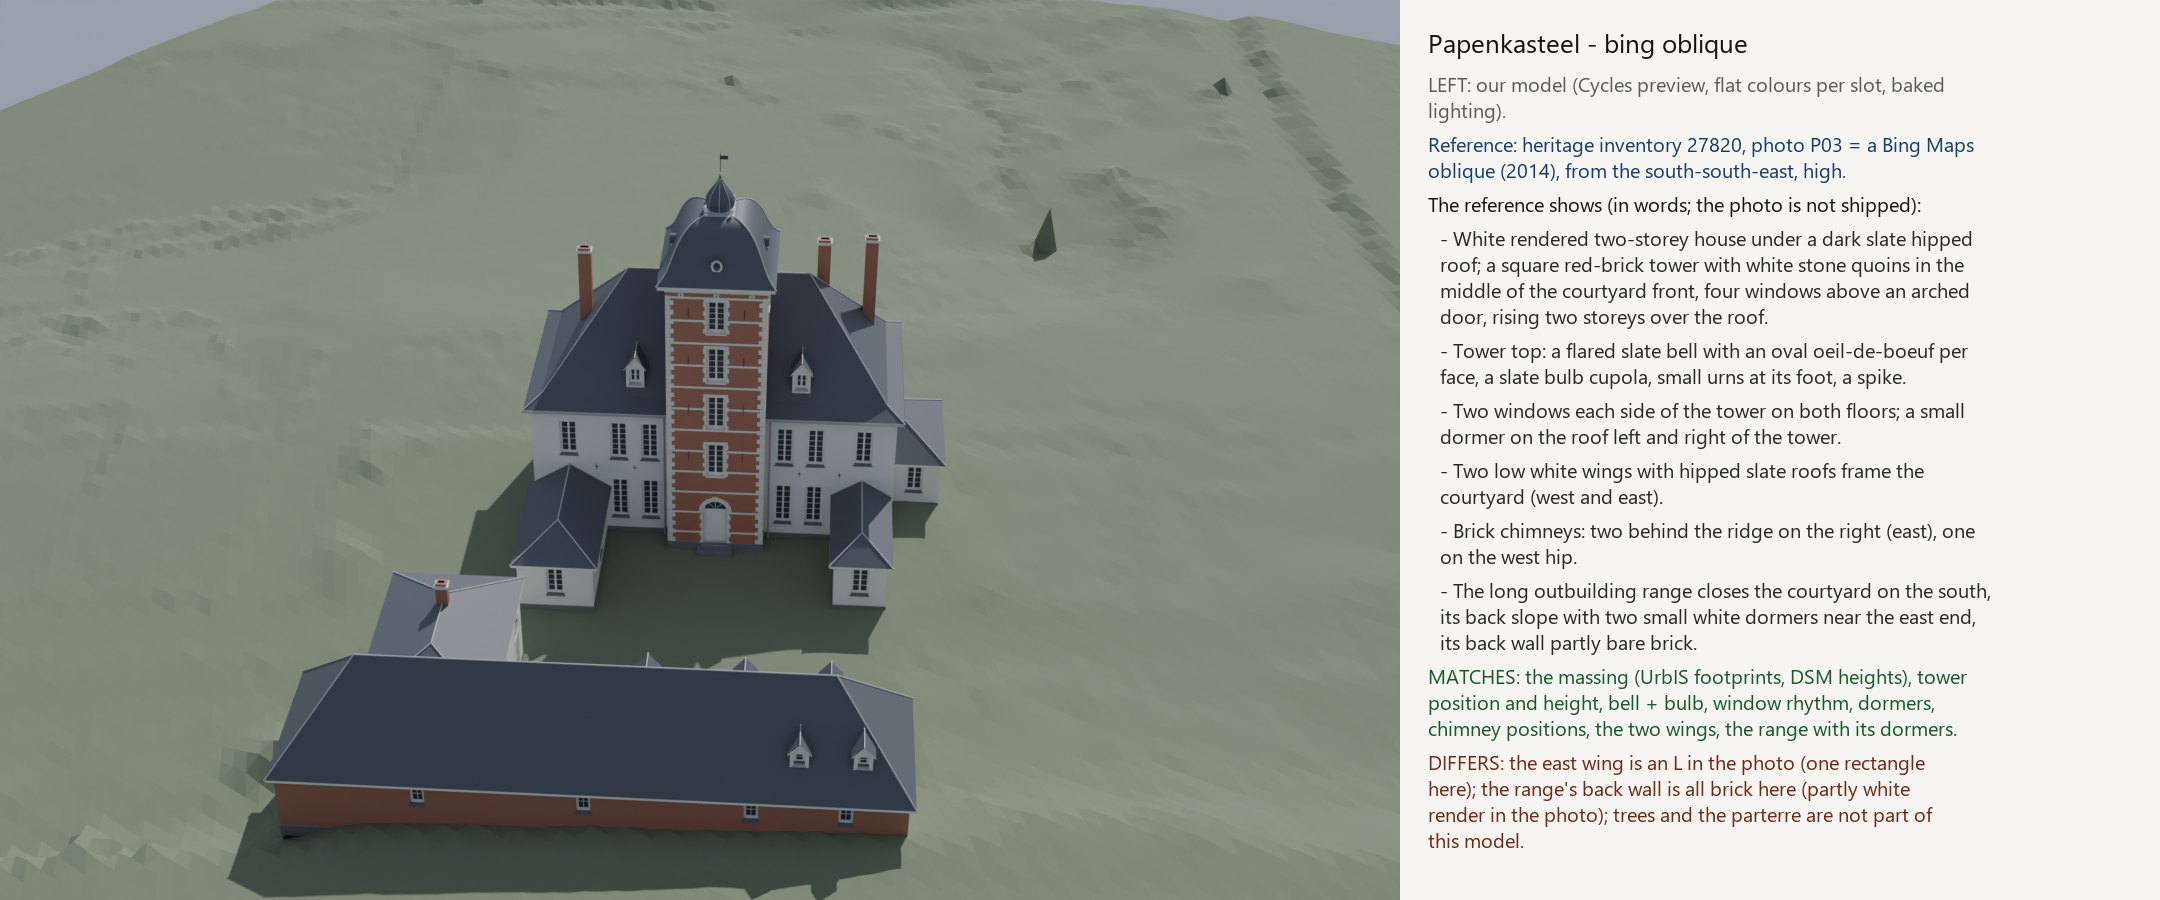 Papenkasteel - bing oblique
LEFT: our model (Cycles preview, flat colours per slot, baked
lighting).
Reference: heritage inventory 27820, photo P03 = a Bing Maps
oblique (2014), from the south-south-east, high.
The reference shows (in words; the photo is not shipped):
- White rendered two-storey house under a dark slate hipped
roof; a square red-brick tower with white stone quoins in the
middle of the courtyard front, four windows above an arched
door, rising two storeys over the roof.
- Tower top: a flared slate bell with an oval oeil-de-boeuf per
face, a slate bulb cupola, small urns at its foot, a spike.
- Two windows each side of the tower on both floors; a small
dormer on the roof left and right of the tower.
- Two low white wings with hipped slate roofs frame the
courtyard (west and east).
- Brick chimneys: two behind the ridge on the right (east), one
on the west hip.
- The long outbuilding range closes the courtyard on the south,
its back slope with two small white dormers near the east end,
its back wall partly bare brick.
MATCHES: the massing (UrbIS footprints, DSM heights), tower
position and height, bell + bulb, window rhythm, dormers,
chimney positions, the two wings, the range with its dormers.
DIFFERS: the east wing is an L in the photo (one rectangle
here); the range's back wall is all brick here (partly white
render in the photo); trees and the parterre are not part of
this model.